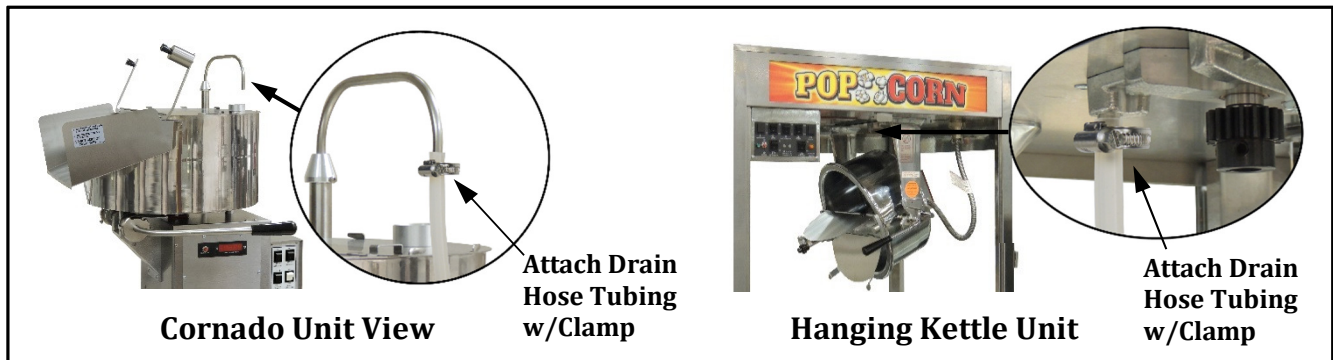 Attach Drain
Hose Tubing
w/Clamp
Cornado Unit View
POP CORN
Attach Drain
Hose Tubing
w/Clamp
Hanging Kettle Unit